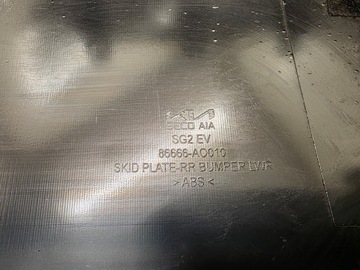 SECO AIA
SG2 EV
86666-AO010
SKID PLATE-RR BUMPER LWR
>ABS<